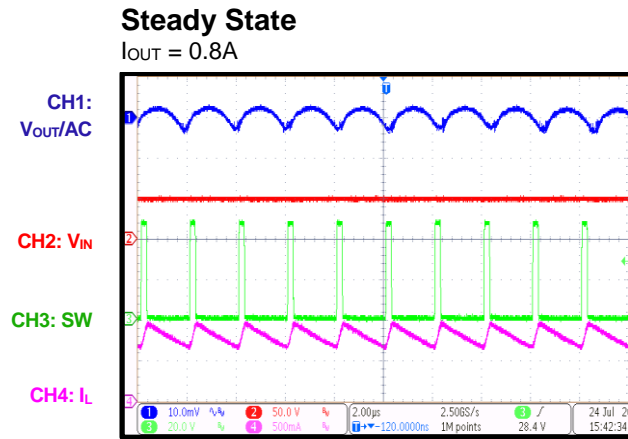 Steady State
IOUT = 0.8A
CH1:
VOUT/AC
CH2: VIN
CH3: SW
CH4: IL
T
1
2
3
4
1 10.0mV 2 50.0 V 2.00µs 2.50GS/s 3 24 Jul
3 20.0 V 4 500mA T→▼-120.0000ns 1M points 28.4 V 15:42:34